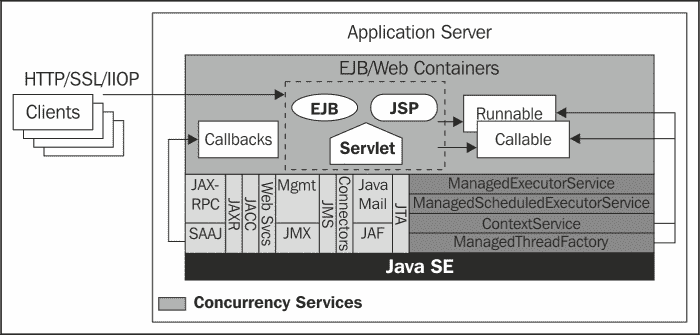 Application Server
EJB/Web Containers
HTTP/SSL/IIOP
Clients
EJB
JSP
Servlet
Callbacks
Runnable
Callable
JAX-
RPC
SAAJ
JAXR
JACC
Web Svcs
Mgmt
JMX
JMS
Connectors
Java
Mail
JAF
JTA
ManagedExecutorService
ManagedScheduledExecutorService
ContextService
ManagedThreadFactory
Java SE
Concurrency Services